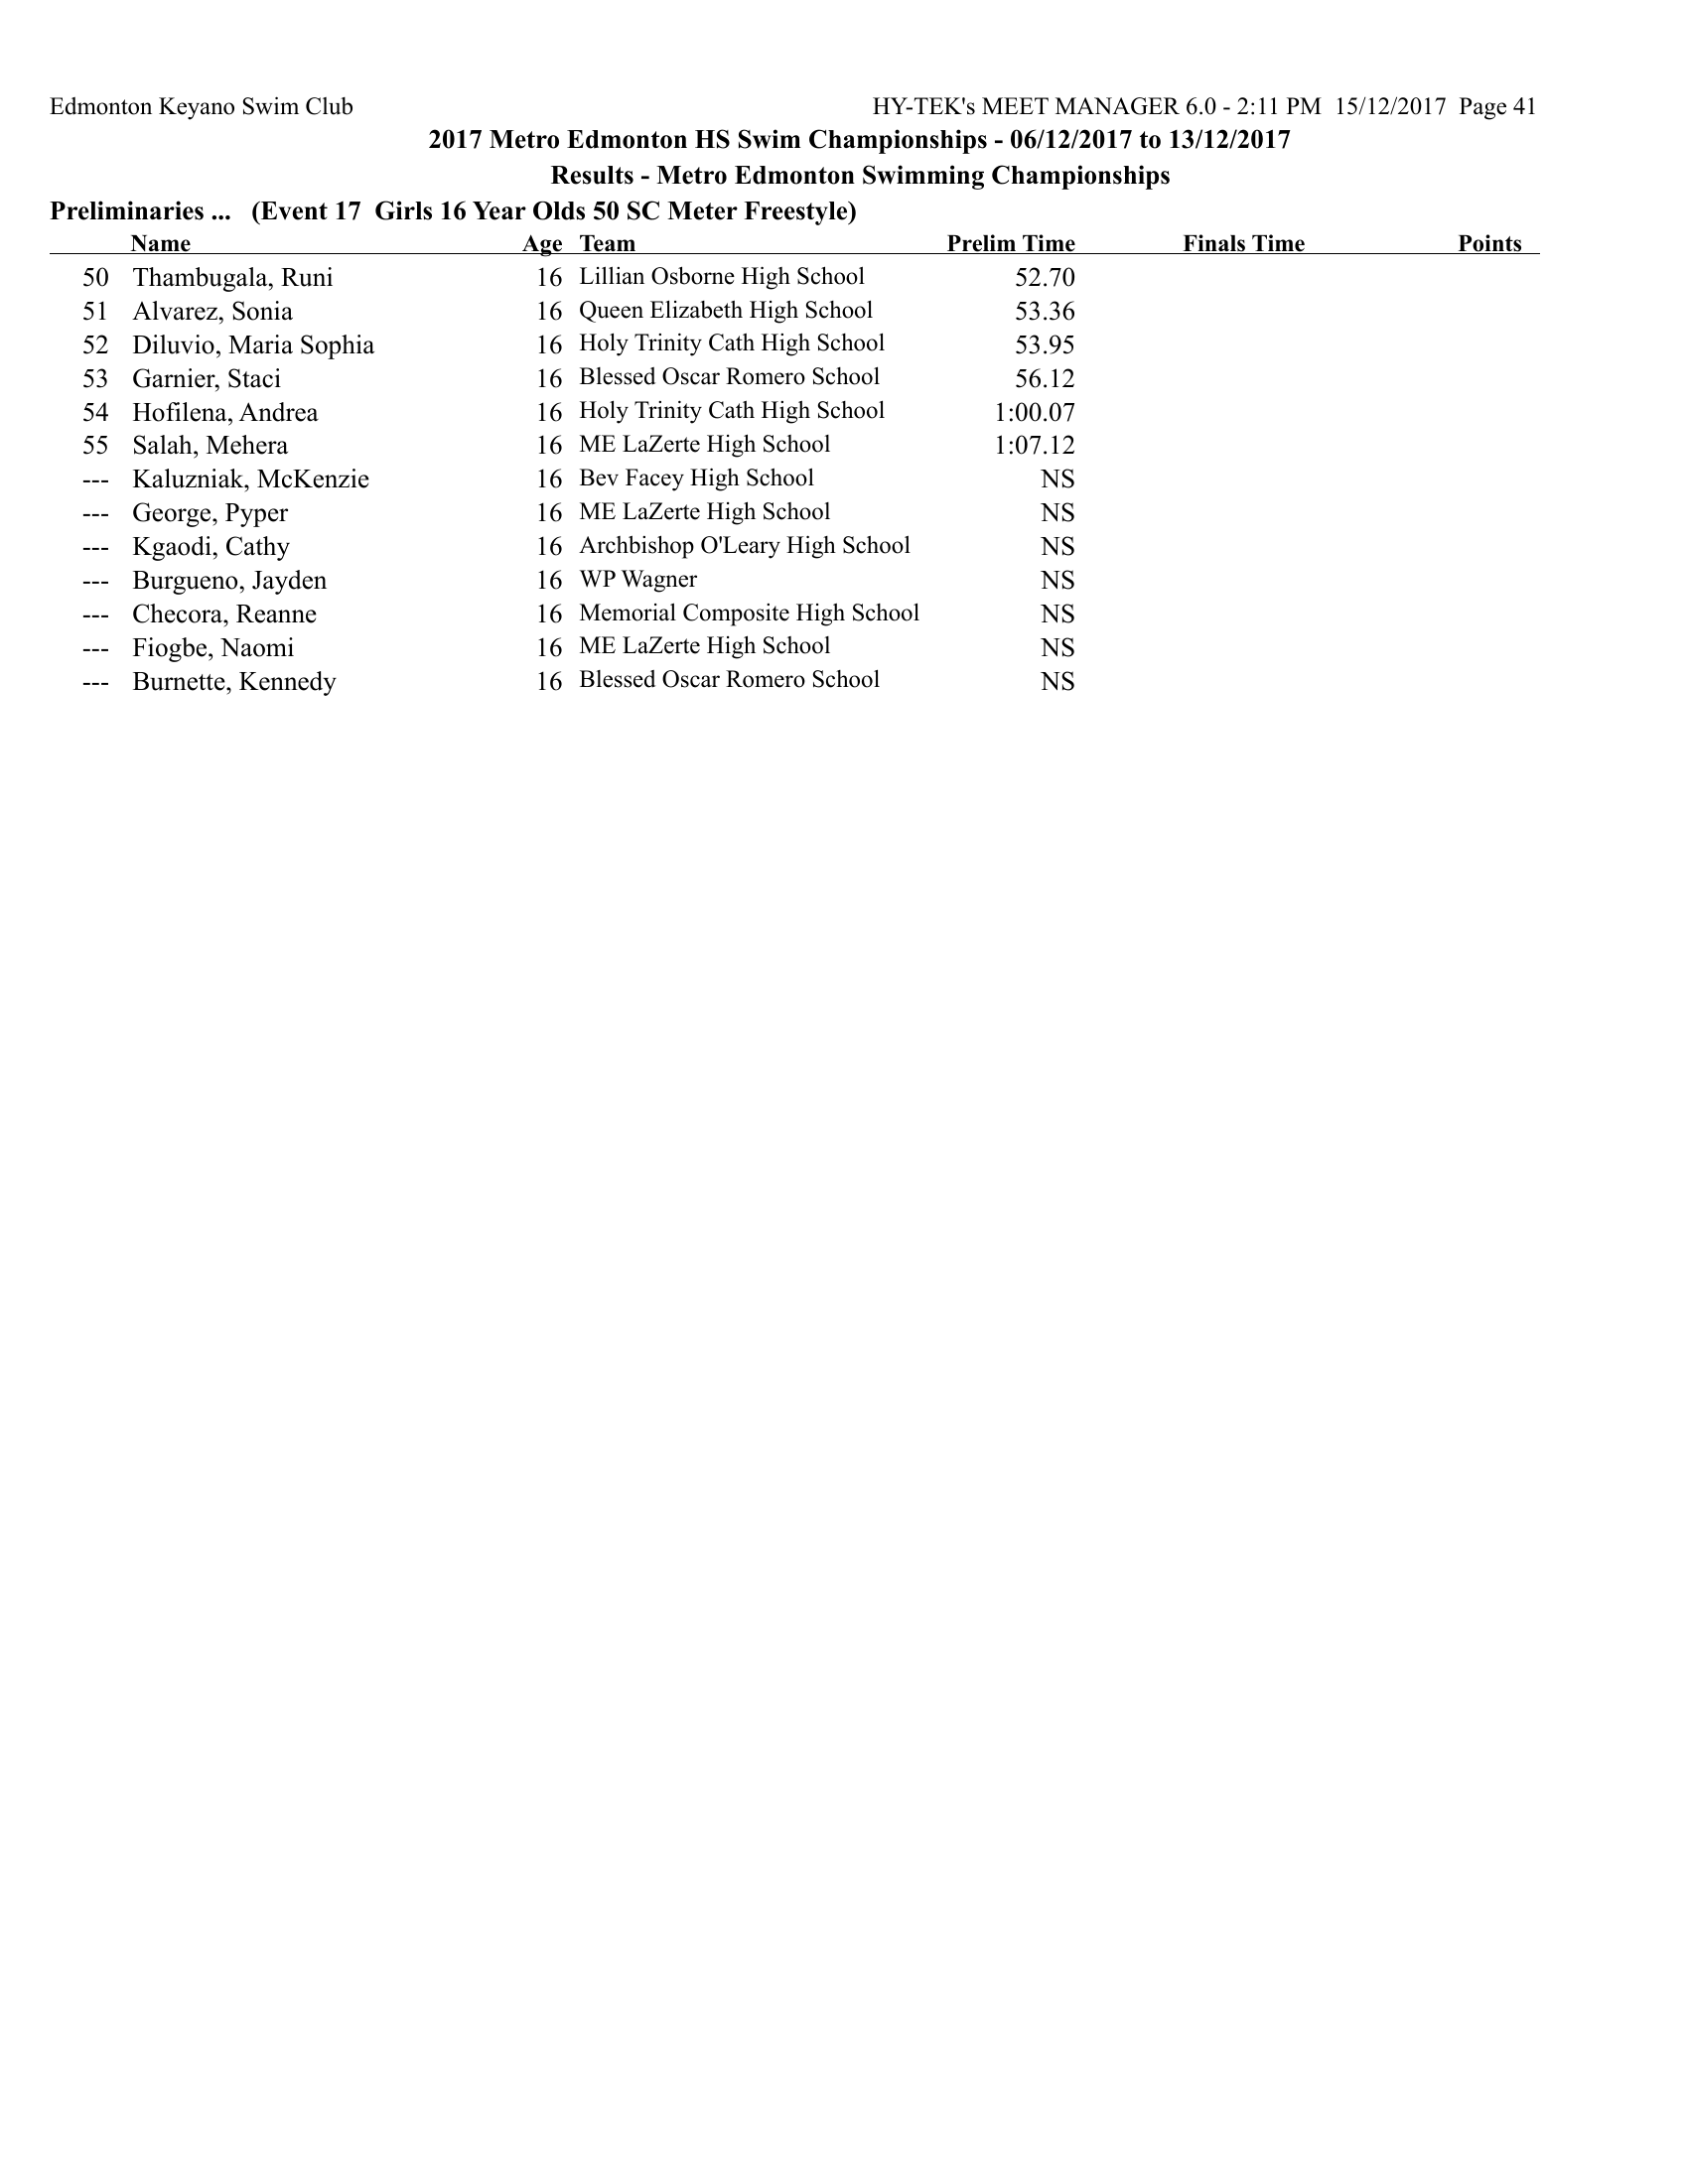 Edmonton Keyano Swim Club HY-TEK's MEET MANAGER 6.0 - 2:11 PM 15/12/2017 Page 41
2017 Metro Edmonton HS Swim Championships - 06/12/2017 to 13/12/2017
Results - Metro Edmonton Swimming Championships
Preliminaries ... (Event 17 Girls 16 Year Olds 50 SC Meter Freestyle)
Name Age Team Prelim Time Finals Time Points
50 Thambugala, Runi 16 Lillian Osborne High School 52.70
51 Alvarez, Sonia 16 Queen Elizabeth High School 53.36
52 Diluvio, Maria Sophia 16 Holy Trinity Cath High School 53.95
53 Garnier, Staci 16 Blessed Oscar Romero School 56.12
54 Hofilena, Andrea 16 Holy Trinity Cath High School 1:00.07
55 Salah, Mehera 16 ME LaZerte High School 1:07.12
--- Kaluzniak, McKenzie 16 Bev Facey High School NS
--- George, Pyper 16 ME LaZerte High School NS
--- Kgaodi, Cathy 16 Archbishop O'Leary High School NS
--- Burgueno, Jayden 16 WP Wagner NS
--- Checora, Reanne 16 Memorial Composite High School NS
--- Fiogbe, Naomi 16 ME LaZerte High School NS
--- Burnette, Kennedy 16 Blessed Oscar Romero School NS